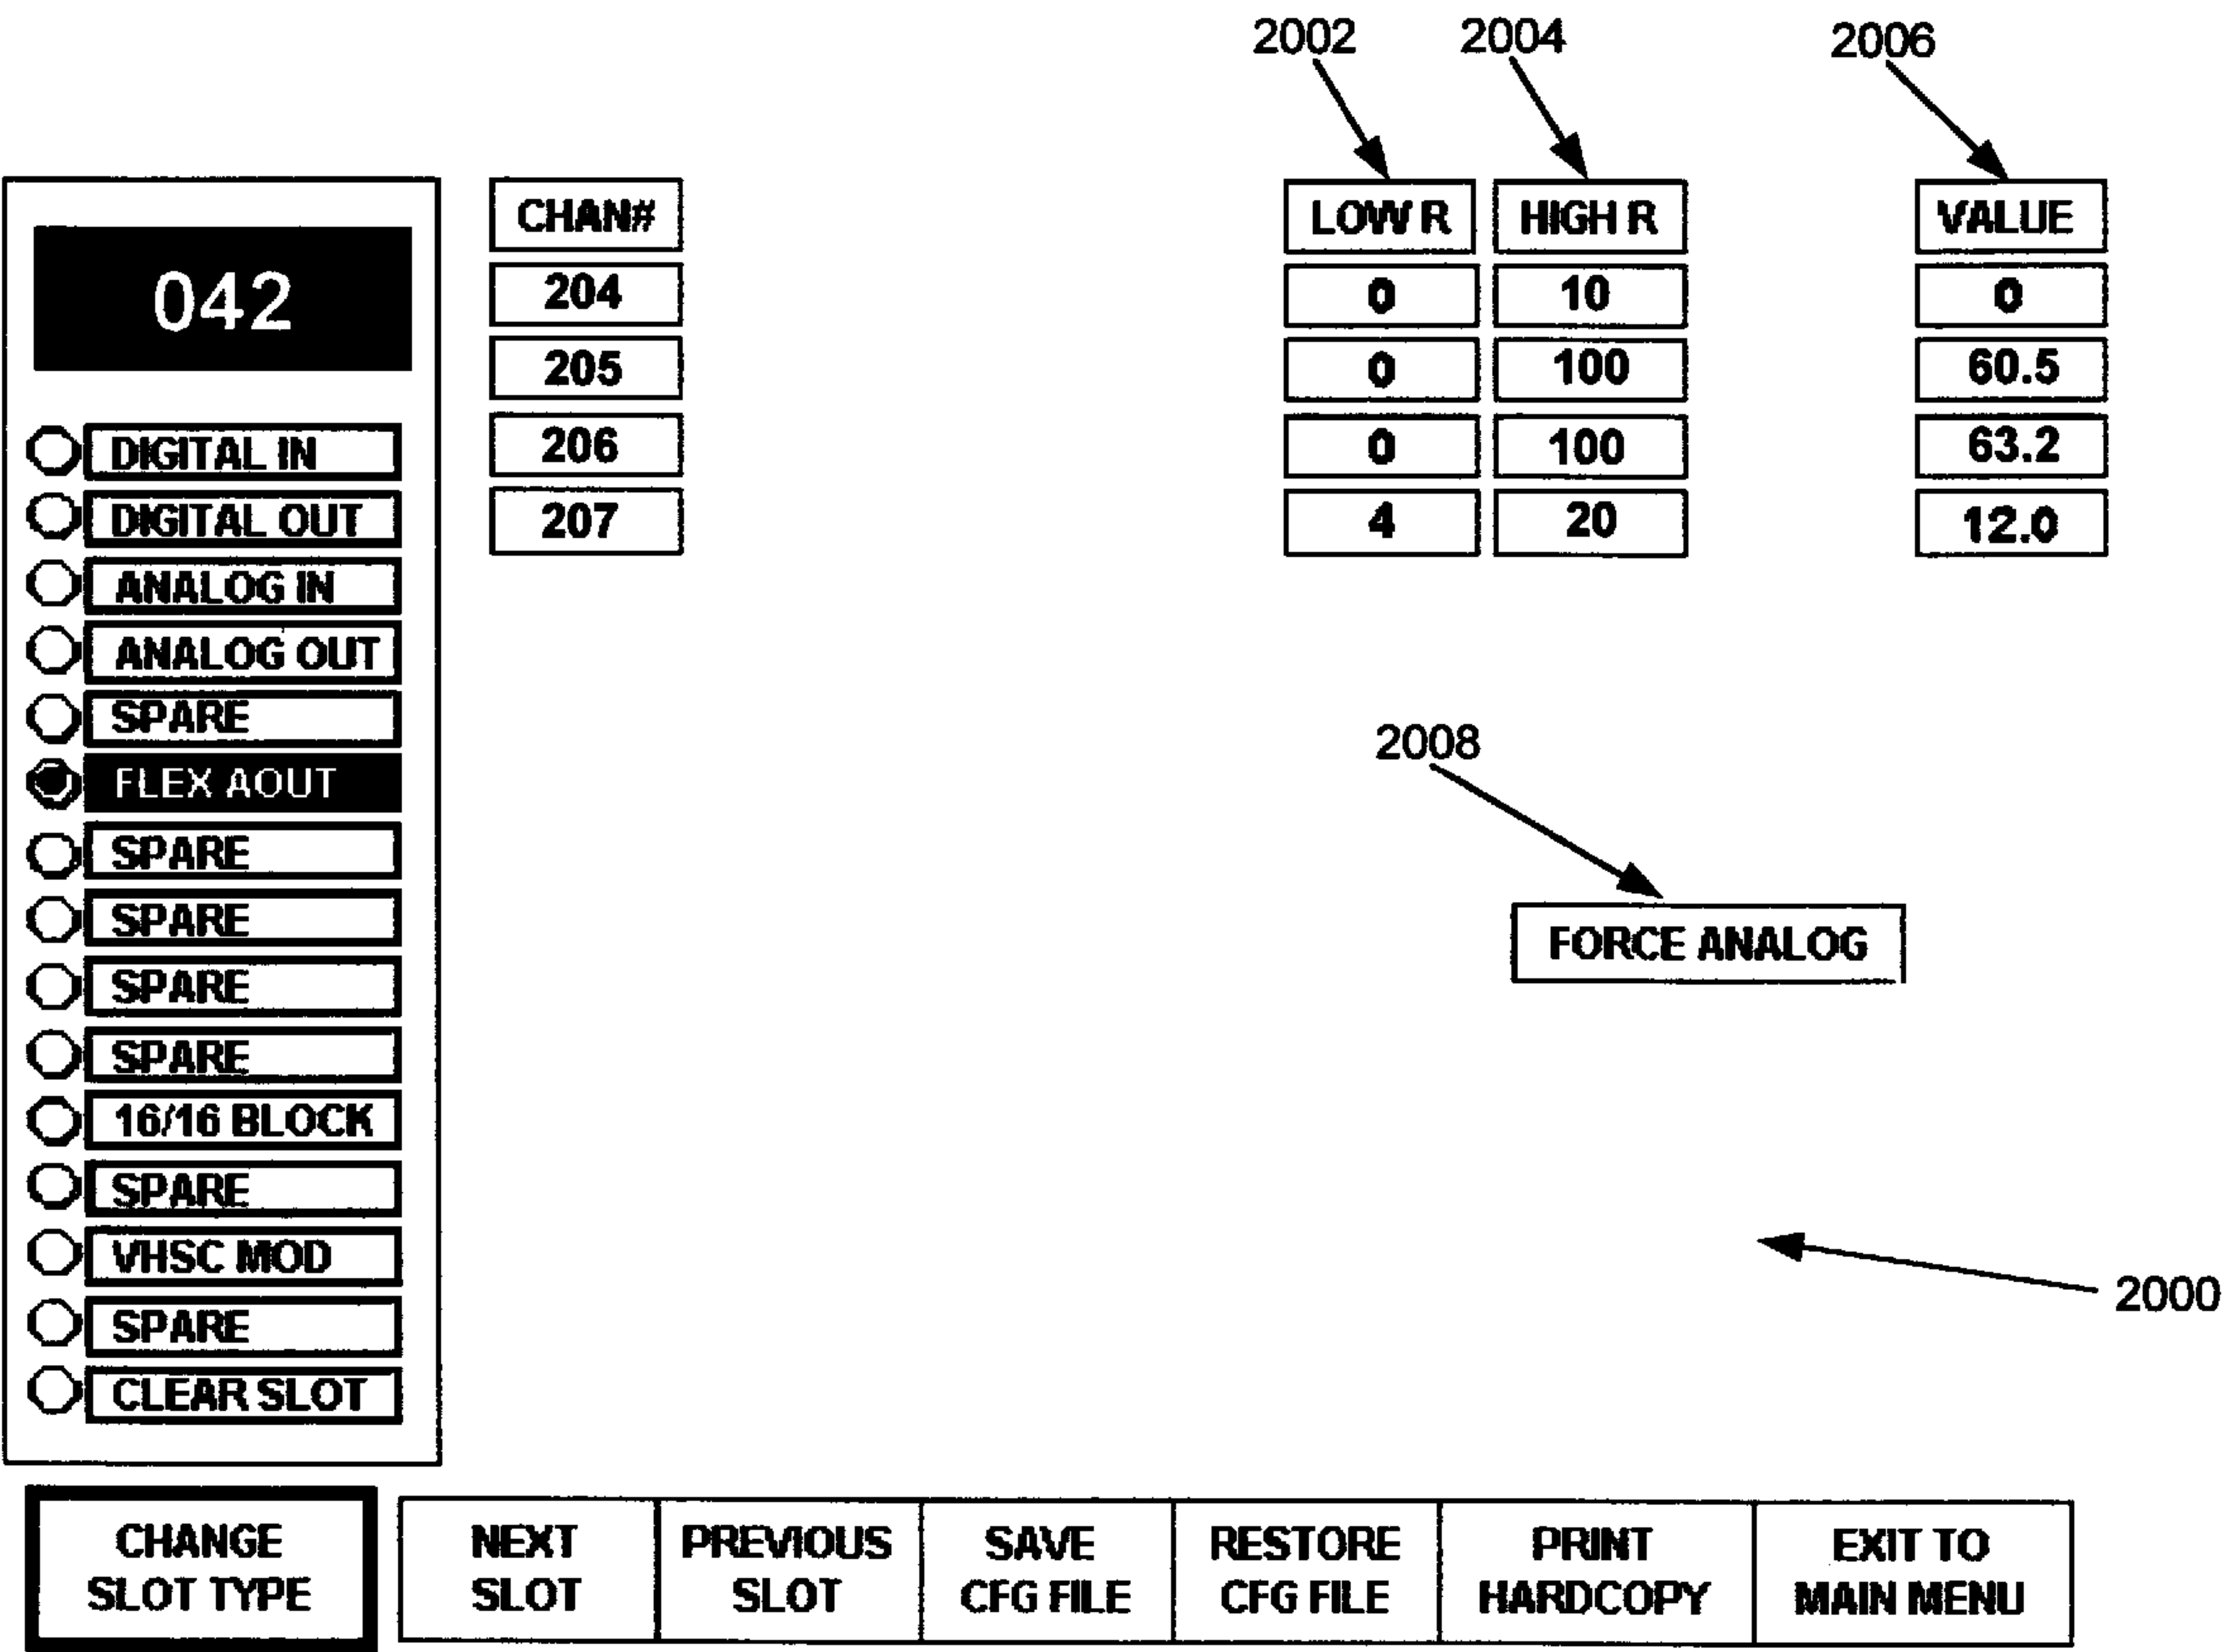 2002 2004 2006
CHAN# LOW R HIGH R VALUE
042
204 0 10 0
205 0 100 60.5
206 0 100 63.2
207 4 20 12.0
DIGITAL IN
DIGITAL OUT
ANALOG IN
ANALOG OUT
SPARE
FLEX AOUT
SPARE
SPARE
SPARE
SPARE
16/16 BLOCK
SPARE
VHSC MOD
SPARE
CLEAR SLOT
2008
FORCE ANALOG
2000
CHANGE
SLOT TYPE
NEXT
SLOT
PREVIOUS
SLOT
SAVE
CFG FILE
RESTORE
CFG FILE
PRINT
HARDCOPY
EXIT TO
MAIN MENU